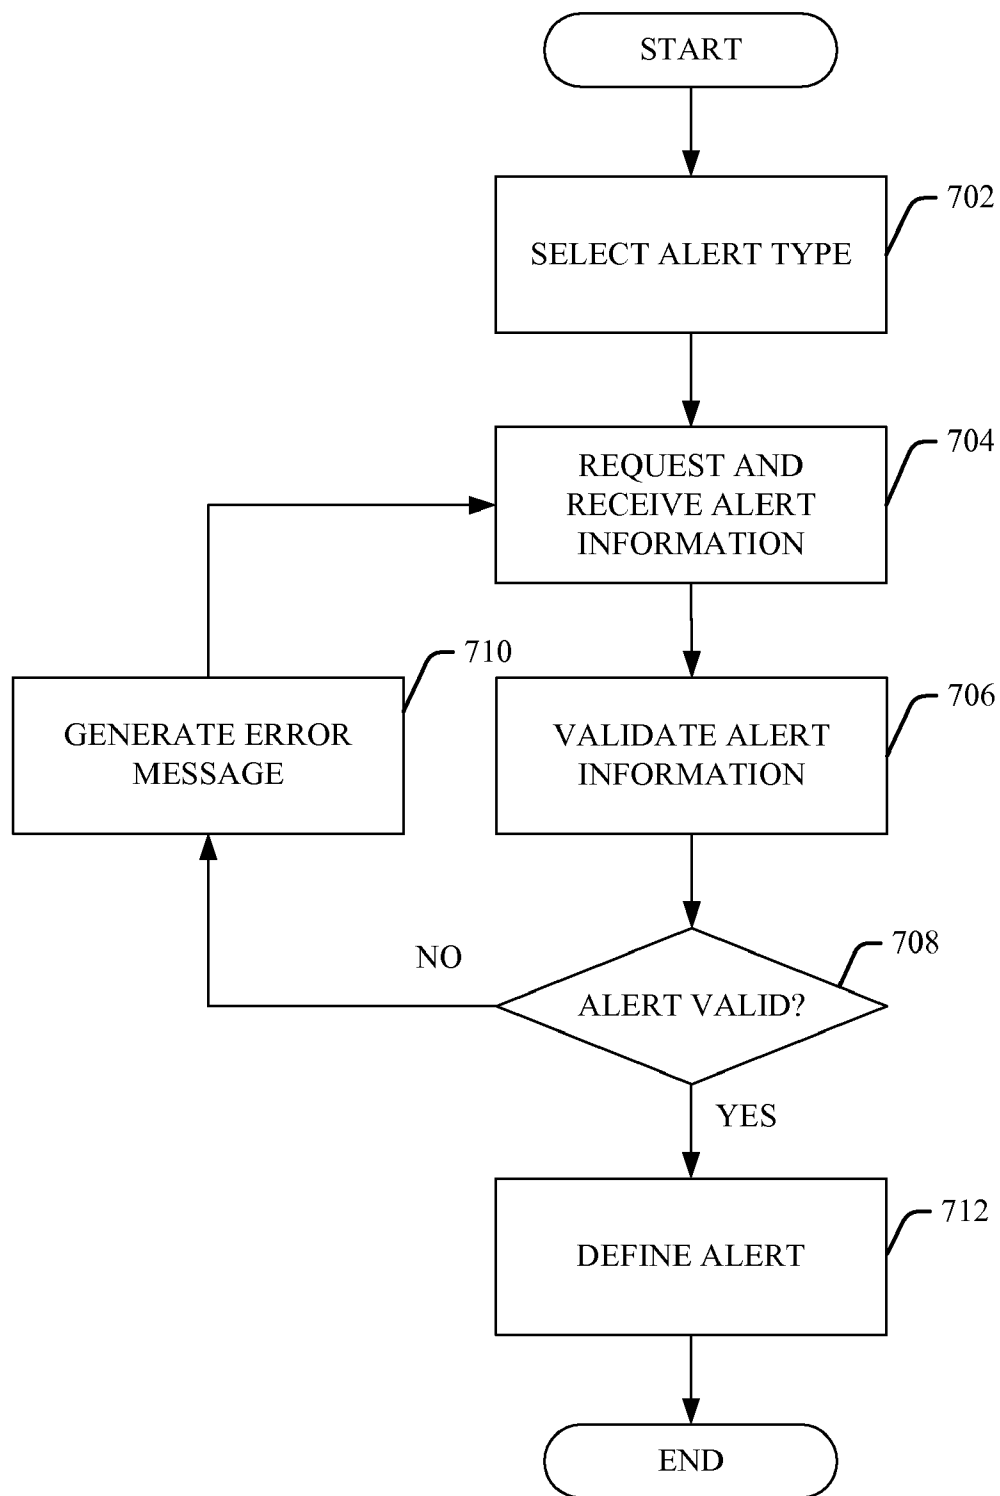 START
702
SELECT ALERT TYPE
704
REQUEST AND
RECEIVE ALERT
INFORMATION
710
GENERATE ERROR
MESSAGE
706
VALIDATE ALERT
INFORMATION
NO
708
ALERT VALID?
YES
712
DEFINE ALERT
END